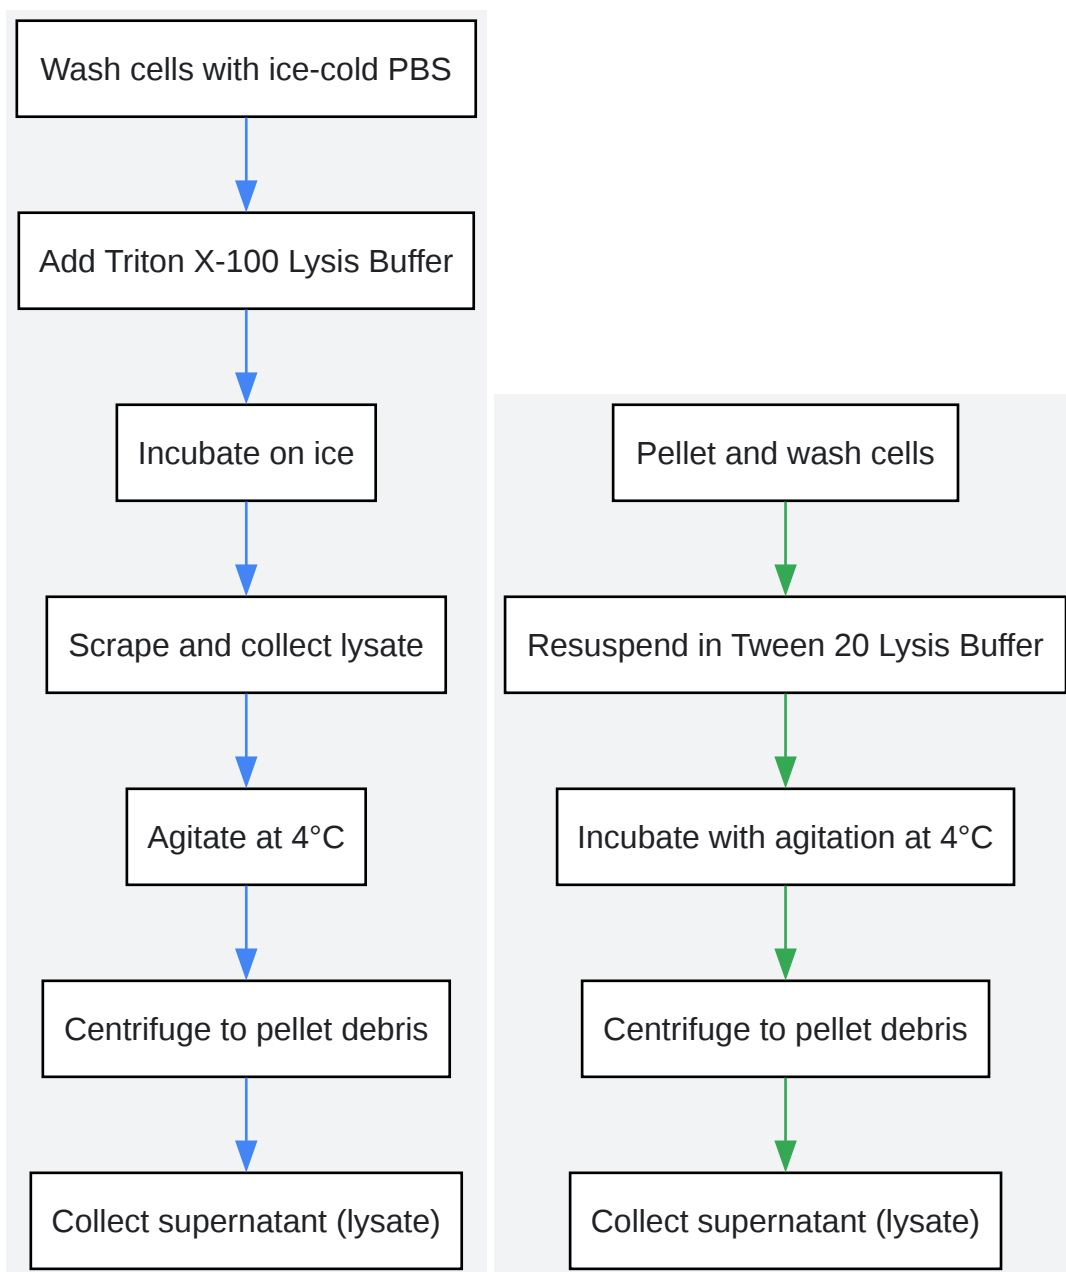 Wash cells with ice-cold PBS
Add Triton X-100 Lysis Buffer
Incubate on ice
Scrape and collect lysate
Agitate at 4°C
Centrifuge to pellet debris
Collect supernatant (lysate)
Pellet and wash cells
Resuspend in Tween 20 Lysis Buffer
Incubate with agitation at 4°C
Centrifuge to pellet debris
Collect supernatant (lysate)